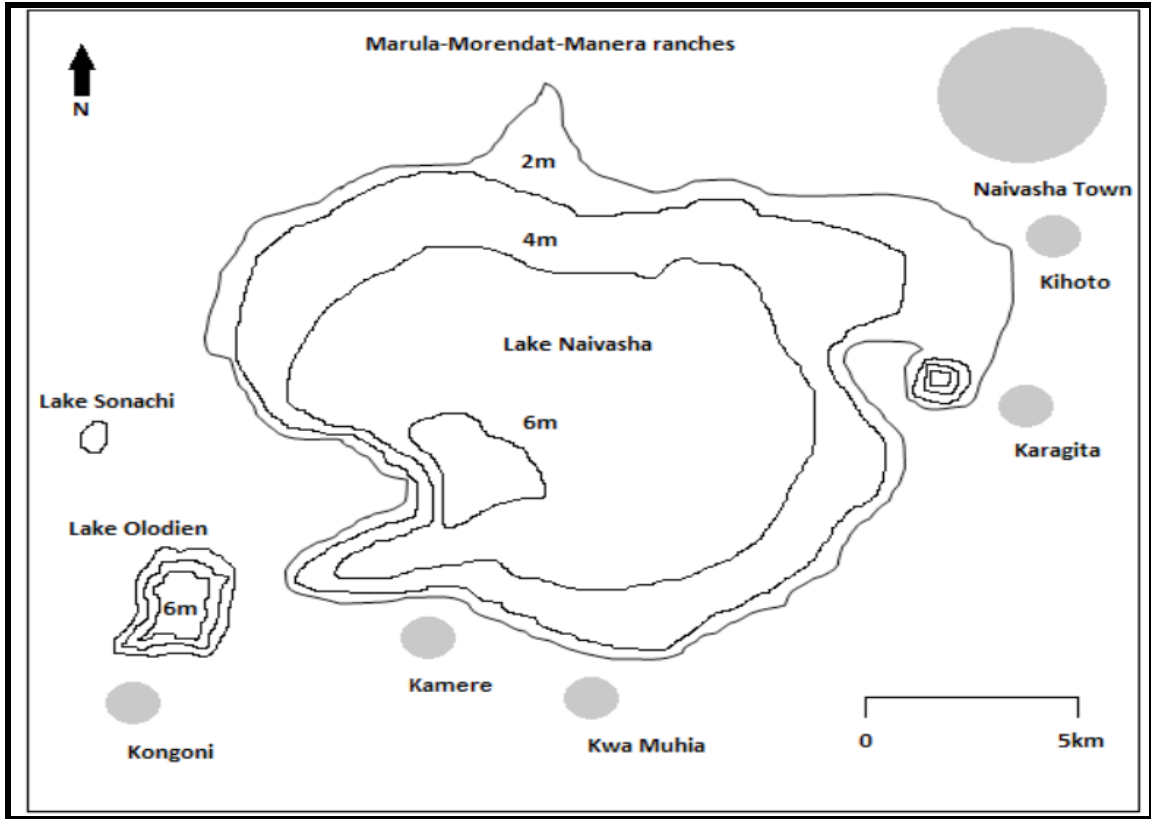 Marula-Morendat-Manera ranches
N
2m
Naivasha Town
4m
Kihoto
Lake Naivasha
Lake Sonachi
6m
Karagita
Lake Olodien
6m
Kamere
Kwa Muhia
Kongoni
0 5km